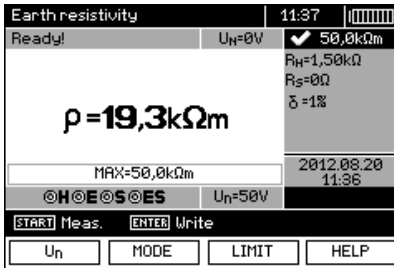 Earth resistivity 11:37
Ready! UN=0V ✔ 50,0kΩm
RH=1,50kΩ
RS=0Ω
δ=1%
ρ=19,3kΩm
MAX=50,0kΩm
2012.08.20
11:36
◎H◎E◎S◎ES Un=50V
START Meas. ENTER Write
Un MODE LIMIT HELP